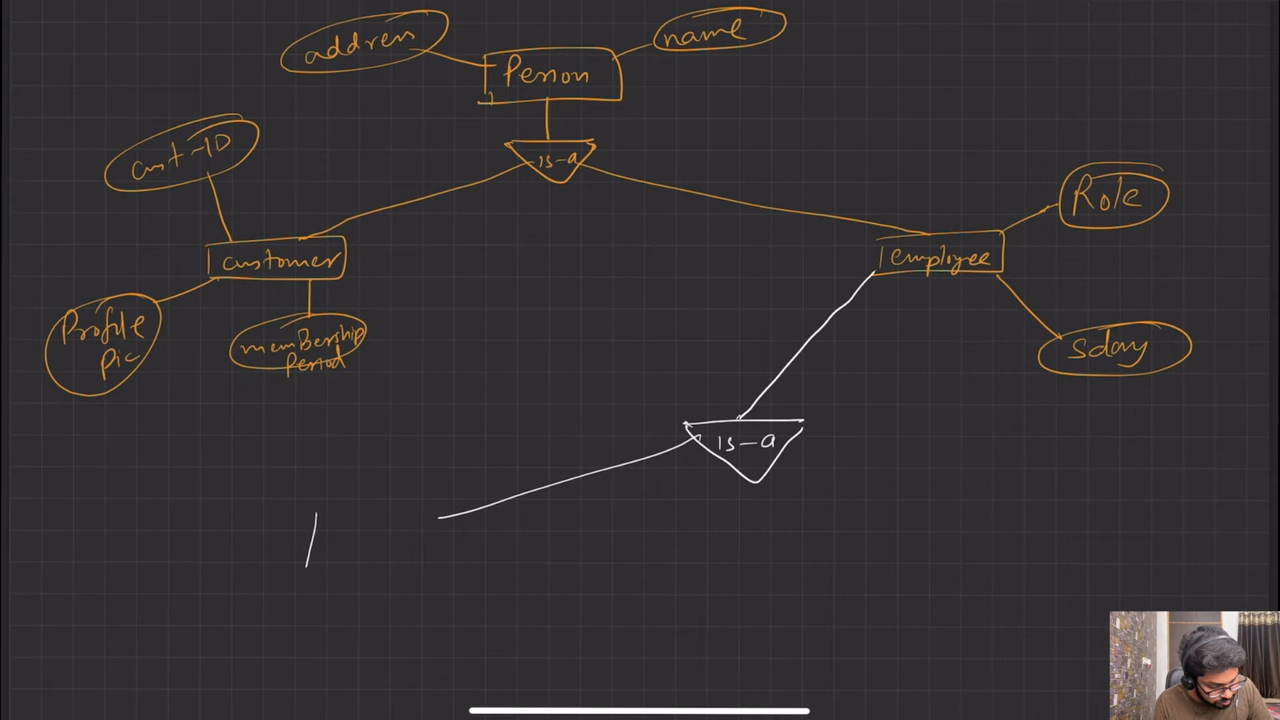 address
name
Person
is-a
cust-ID
Role
customer
employee
Profile
Pic
memBership
Period
Salary
is-a